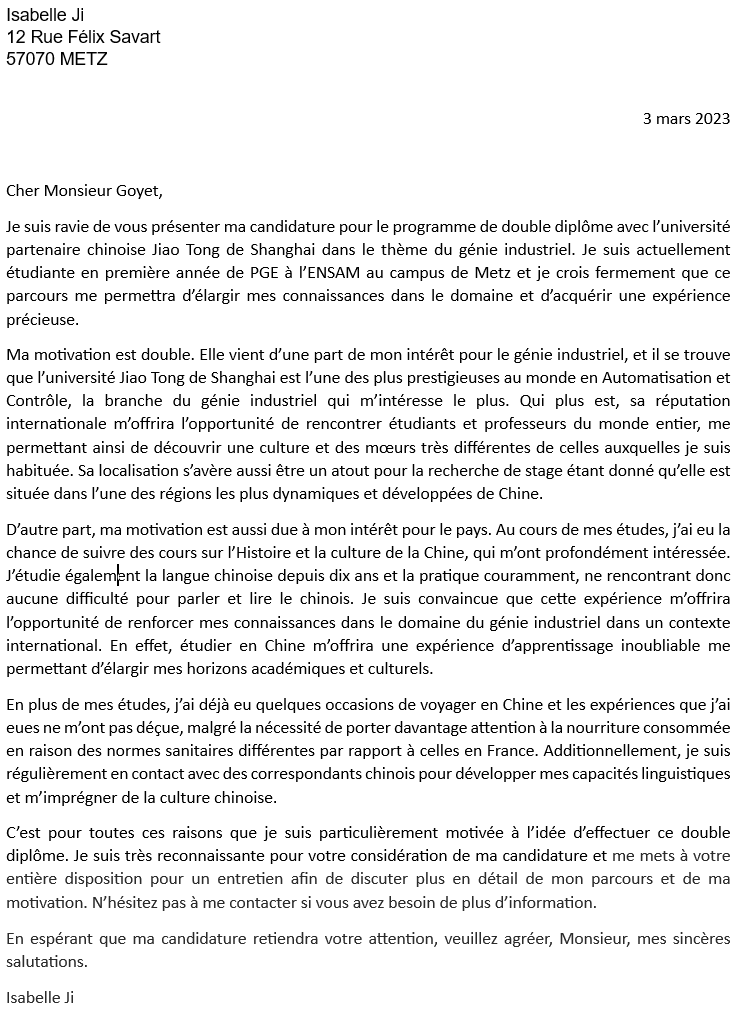 Isabelle Ji
12 Rue Félix Savart
57070 METZ
3 mars 2023
Cher Monsieur Goyet,
Je suis ravie de vous présenter ma candidature pour le programme de double diplôme avec l’université
partenaire chinoise Jiao Tong de Shanghai dans le thème du génie industriel. Je suis actuellement
étudiante en première année de PGE à l’ENSAM au campus de Metz et je crois fermement que ce
parcours me permettra d’élargir mes connaissances dans le domaine et d’acquérir une expérience
précieuse.
Ma motivation est double. Elle vient d’une part de mon intérêt pour le génie industriel, et il se trouve
que l’université Jiao Tong de Shanghai est l’une des plus prestigieuses au monde en Automatisation et
Contrôle, la branche du génie industriel qui m’intéresse le plus. Qui plus est, sa réputation
internationale m’offrira l’opportunité de rencontrer étudiants et professeurs du monde entier, me
permettant ainsi de découvrir une culture et des mœurs très différentes de celles auxquelles je suis
habituée. Sa localisation s’avère aussi être un atout pour la recherche de stage étant donné qu’elle est
située dans l’une des régions les plus dynamiques et développées de Chine.
D’autre part, ma motivation est aussi due à mon intérêt pour le pays. Au cours de mes études, j’ai eu la
chance de suivre des cours sur l’Histoire et la culture de la Chine, qui m’ont profondément intéressée.
J’étudie également la langue chinoise depuis dix ans et la pratique couramment, ne rencontrant donc
aucune difficulté pour parler et lire le chinois. Je suis convaincue que cette expérience m’offrira
l’opportunité de renforcer mes connaissances dans le domaine du génie industriel dans un contexte
international. En effet, étudier en Chine m’offrira une expérience d’apprentissage inoubliable me
permettant d’élargir mes horizons académiques et culturels.
En plus de mes études, j’ai déjà eu quelques occasions de voyager en Chine et les expériences que j’ai
eues ne m’ont pas déçue, malgré la nécessité de porter davantage attention à la nourriture consommée
en raison des normes sanitaires différentes par rapport à celles en France. Additionnellement, je suis
régulièrement en contact avec des correspondants chinois pour développer mes capacités linguistiques
et m’imprégner de la culture chinoise.
C’est pour toutes ces raisons que je suis particulièrement motivée à l’idée d’effectuer ce double
diplôme. Je suis très reconnaissante pour votre considération de ma candidature et me mets à votre
entière disposition pour un entretien afin de discuter plus en détail de mon parcours et de ma
motivation. N’hésitez pas à me contacter si vous avez besoin de plus d’information.
En espérant que ma candidature retiendra votre attention, veuillez agréer, Monsieur, mes sincères
salutations.
Isabelle Ji